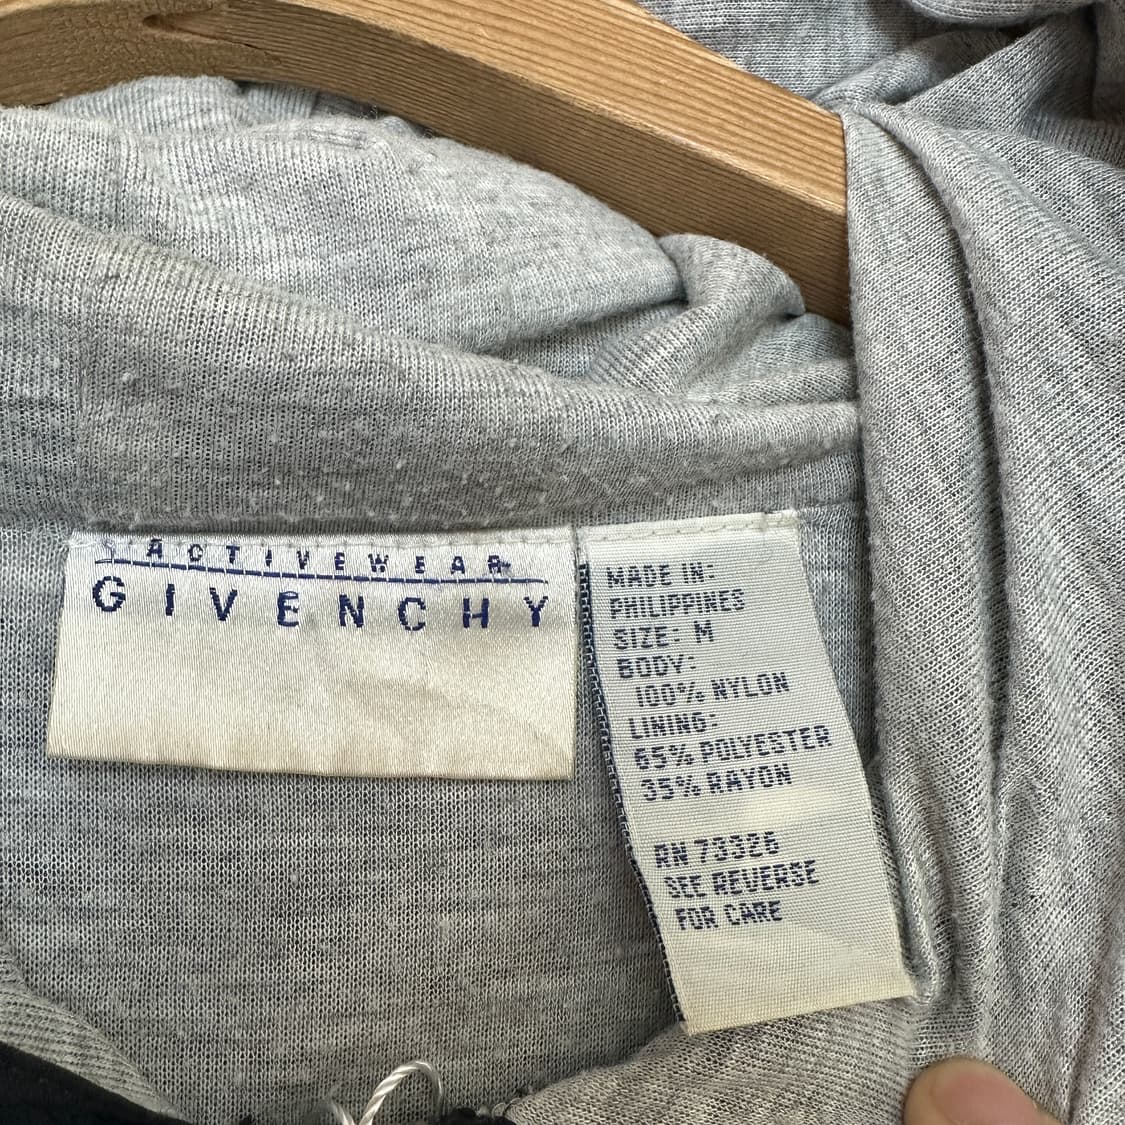 ACTIVEWEAR
GIVENCHY
MADE IN:
PHILIPPINES
SIZE: M
BODY:
100% NYLON
LINING:
65% POLYESTER
35% RAYON
RN 73326
SEE REVERSE
FOR CARE